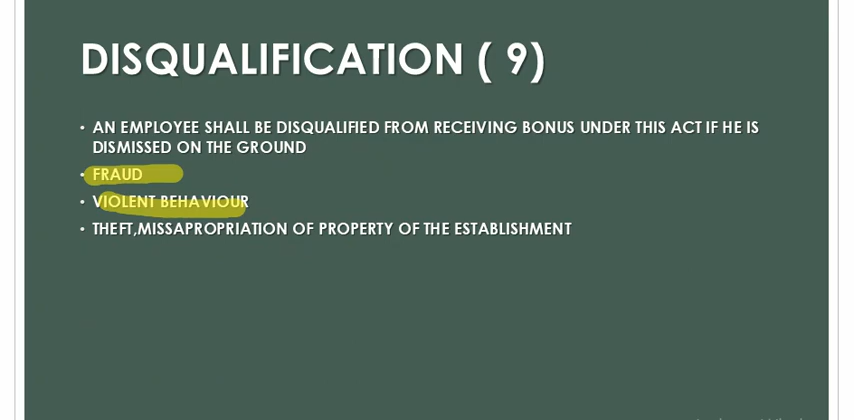 DISQUALIFICATION ( 9)
• AN EMPLOYEE SHALL BE DISQUALIFIED FROM RECEIVING BONUS UNDER THIS ACT IF HE IS
DISMISSED ON THE GROUND
• FRAUD
• VIOLENT BEHAVIOUR
• THEFT,MISSAPROPRIATION OF PROPERTY OF THE ESTABLISHMENT